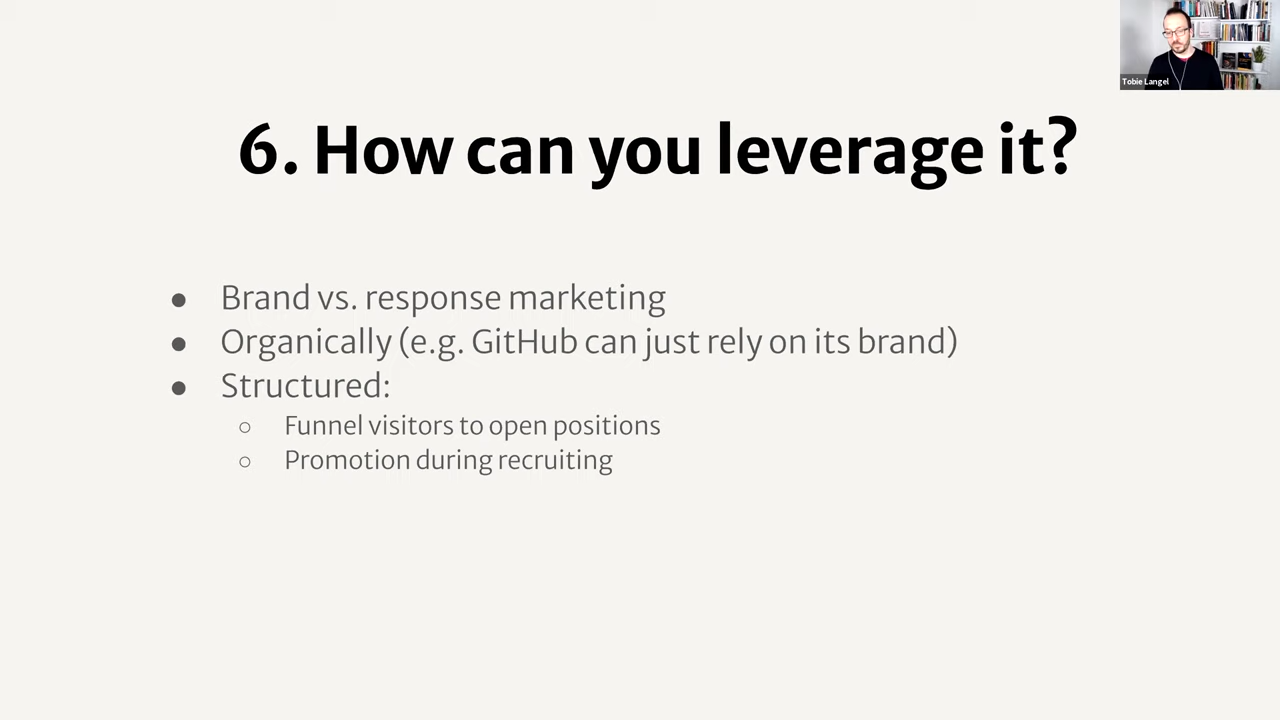 Tobie Langel
6. How can you leverage it?
● Brand vs. response marketing
● Organically (e.g. GitHub can just rely on its brand)
● Structured:
○ Funnel visitors to open positions
○ Promotion during recruiting